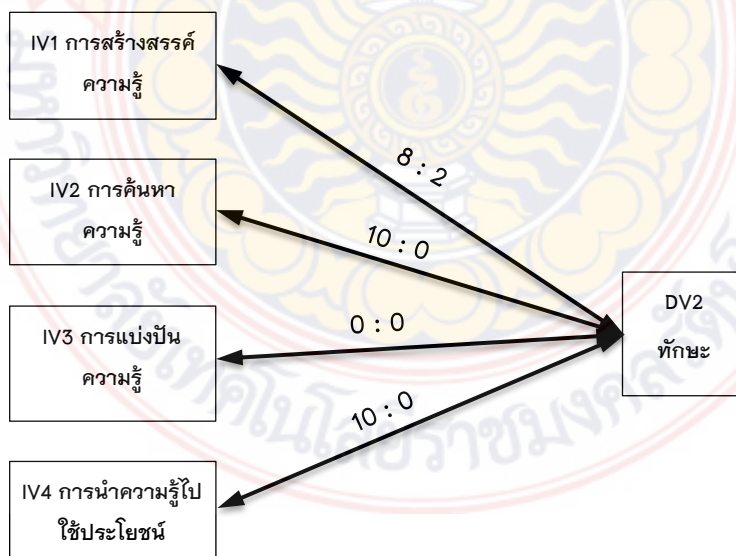 IV1 การสร้างสรรค์
ความรู้
8 : 2
IV2 การค้นหา
ความรู้
10 : 0
IV3 การแบ่งปัน
ความรู้
0 : 0
DV2
ทักษะ
10 : 0
IV4 การนำความรู้ไป
ใช้ประโยชน์